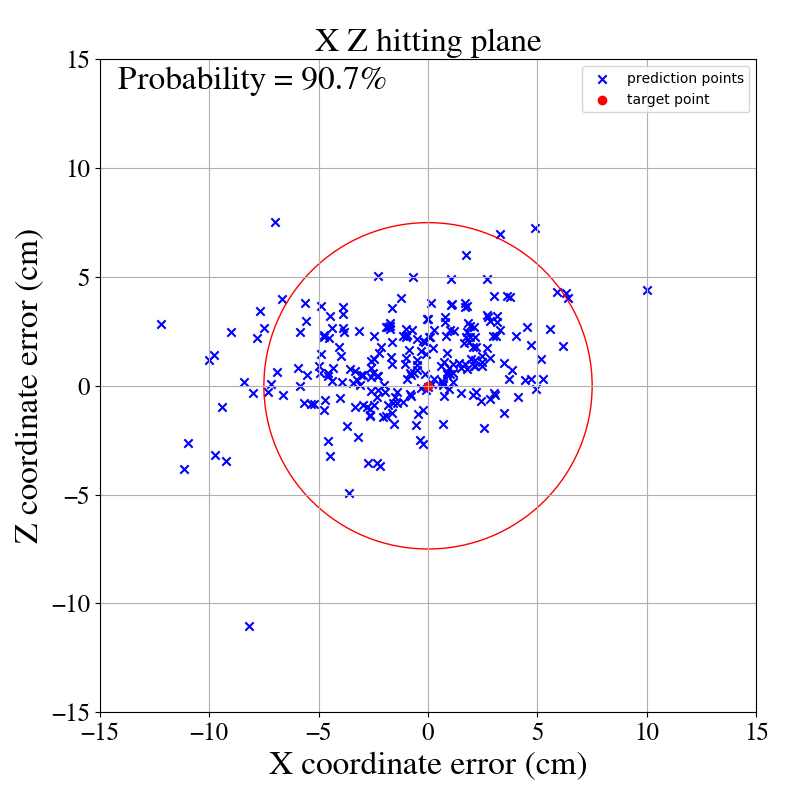 X Z hitting plane
Probability = 90.7%
prediction points
target point
15
10
5
0
−5
−10
−15
Z coordinate error (cm)
−15 −10 −5 0 5 10 15
X coordinate error (cm)